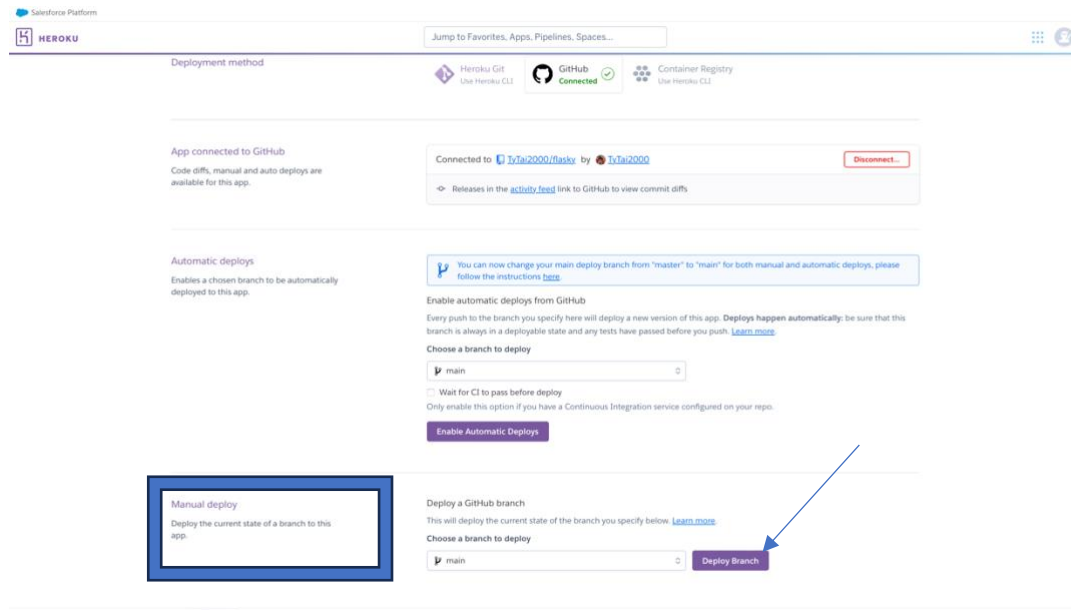 Salesforce Platform
HEROKU
Jump to Favorites, Apps, Pipelines, Spaces...
Deployment method
Heroku Git
Use Heroku CLI
GitHub
Connected
Container Registry
Use Heroku CLI
App connected to GitHub
Code diffs, manual and auto deploys are
available for this app.
Connected to TyTai2000/flasky by TyTai2000
Disconnect...
Releases in the activity feed link to GitHub to view commit diffs
Automatic deploys
Enables a chosen branch to be automatically
deployed to this app.
You can now change your main deploy branch from "master" to "main" for both manual and automatic deploys, please
follow the instructions here.
Enable automatic deploys from GitHub
Every push to the branch you specify here will deploy a new version of this app. Deploys happen automatically: be sure that this
branch is always in a deployable state and any tests have passed before you push. Learn more.
Choose a branch to deploy
main
Wait for CI to pass before deploy
Only enable this option if you have a Continuous Integration service configured on your repo.
Enable Automatic Deploys
Manual deploy
Deploy the current state of a branch to this
app.
Deploy a GitHub branch
This will deploy the current state of the branch you specify below. Learn more.
Choose a branch to deploy
main
Deploy Branch